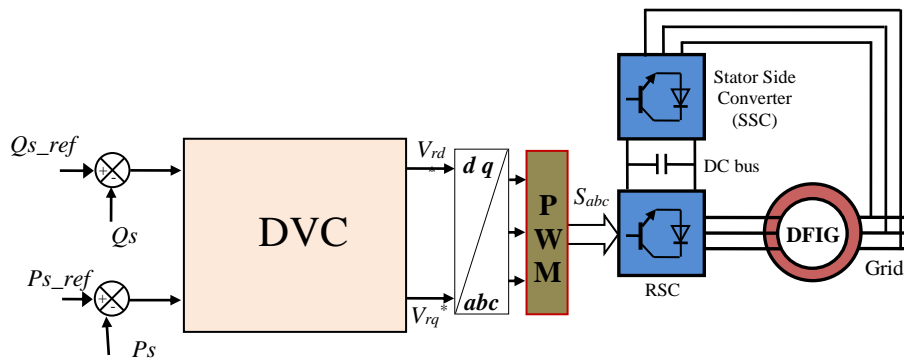 Qs_ref
+
-
Qs
Ps_ref
+
-
Ps
DVC
Vrd
*
Vrq*
d q
abc
P
W
M
Sabc
Stator Side
Converter
(SSC)
DC bus
RSC
DFIG
Grid